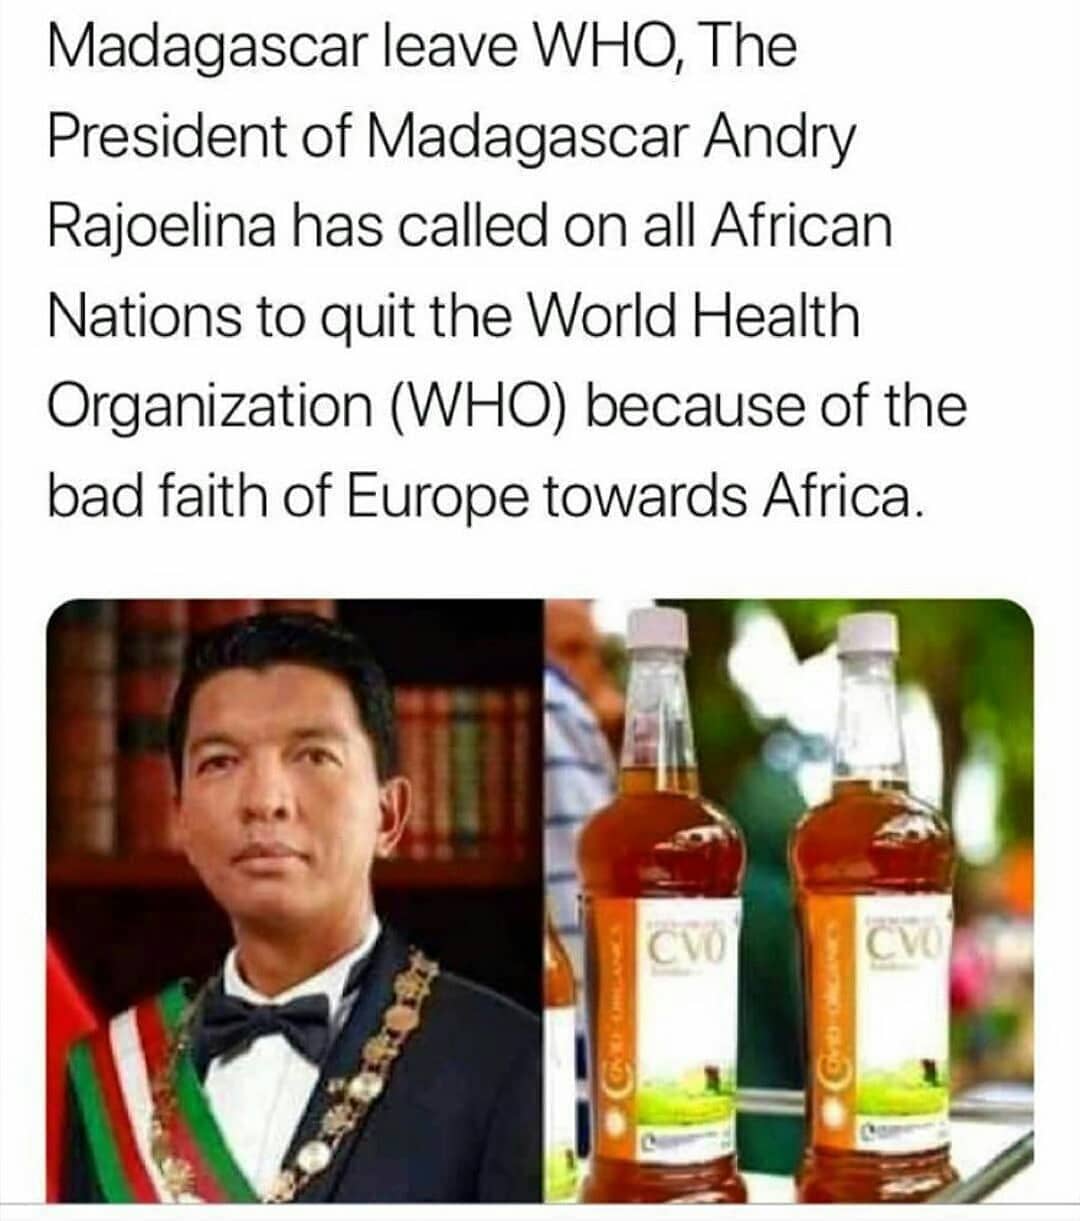 Madagascar leave WHO, The
President of Madagascar Andry
Rajoelina has called on all African
Nations to quit the World Health
Organization (WHO) because of the
bad faith of Europe towards Africa.
CVO
CVO